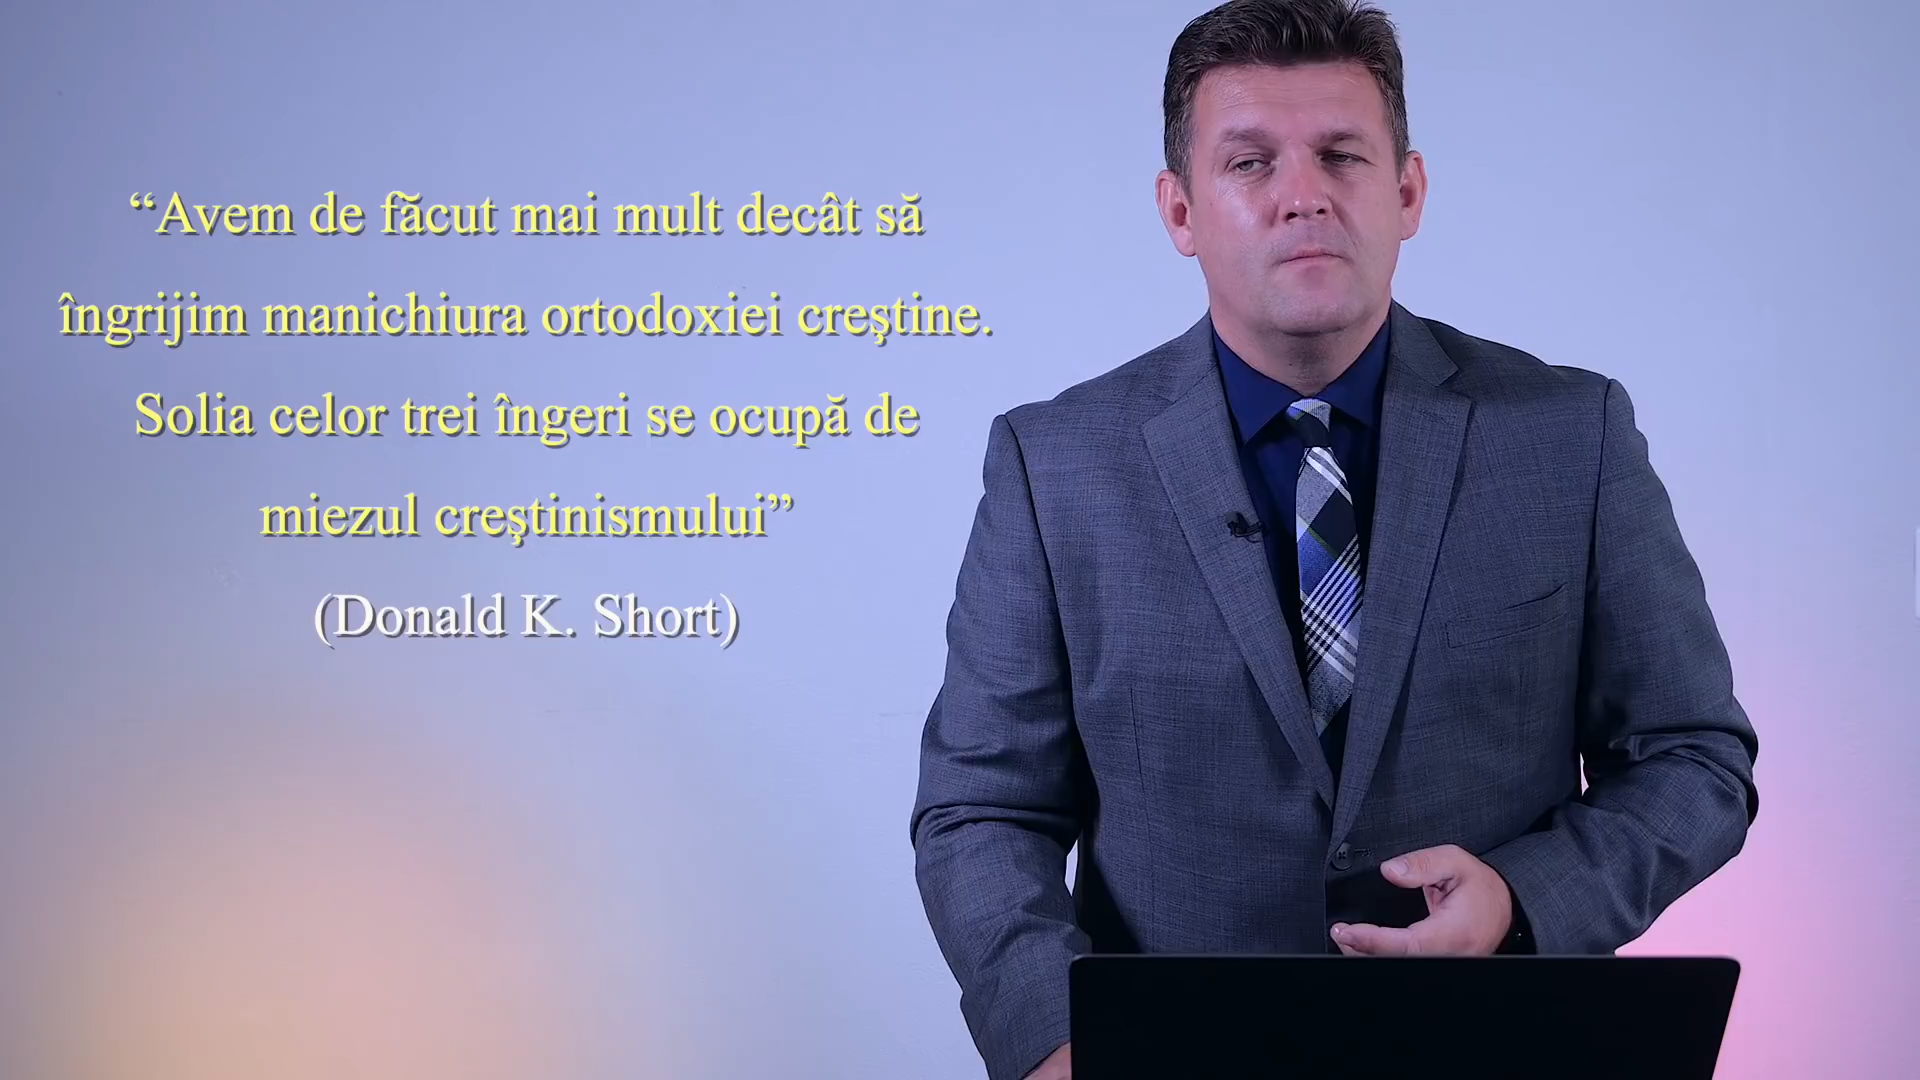 “Avem de făcut mai mult decât să
îngrijim manichiura ortodoxiei creştine.
Solia celor trei îngeri se ocupă de
miezul creştinismului”
(Donald K. Short)